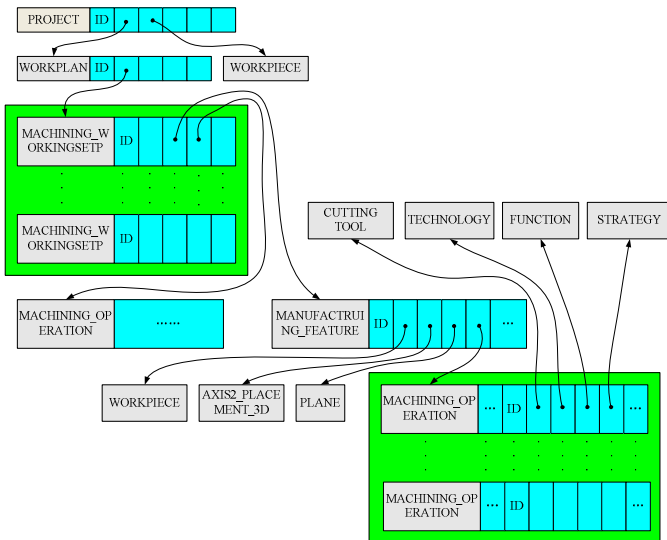 PROJECT ID
WORKPLAN ID
WORKPIECE
MACHINING_W
ORKINGSETP
ID
MACHINING_W
ORKINGSETP
ID
CUTTING
TOOL
TECHNOLOGY
FUNCTION
STRATEGY
MACHINING_OP
ERATION
......
MANUFACTRUI
NG_FEATURE
ID
...
WORKPIECE
AXIS2_PLACE
MENT_3D
PLANE
MACHINING_OP
ERATION
... ID ...
MACHINING_OP
ERATION
... ID ...